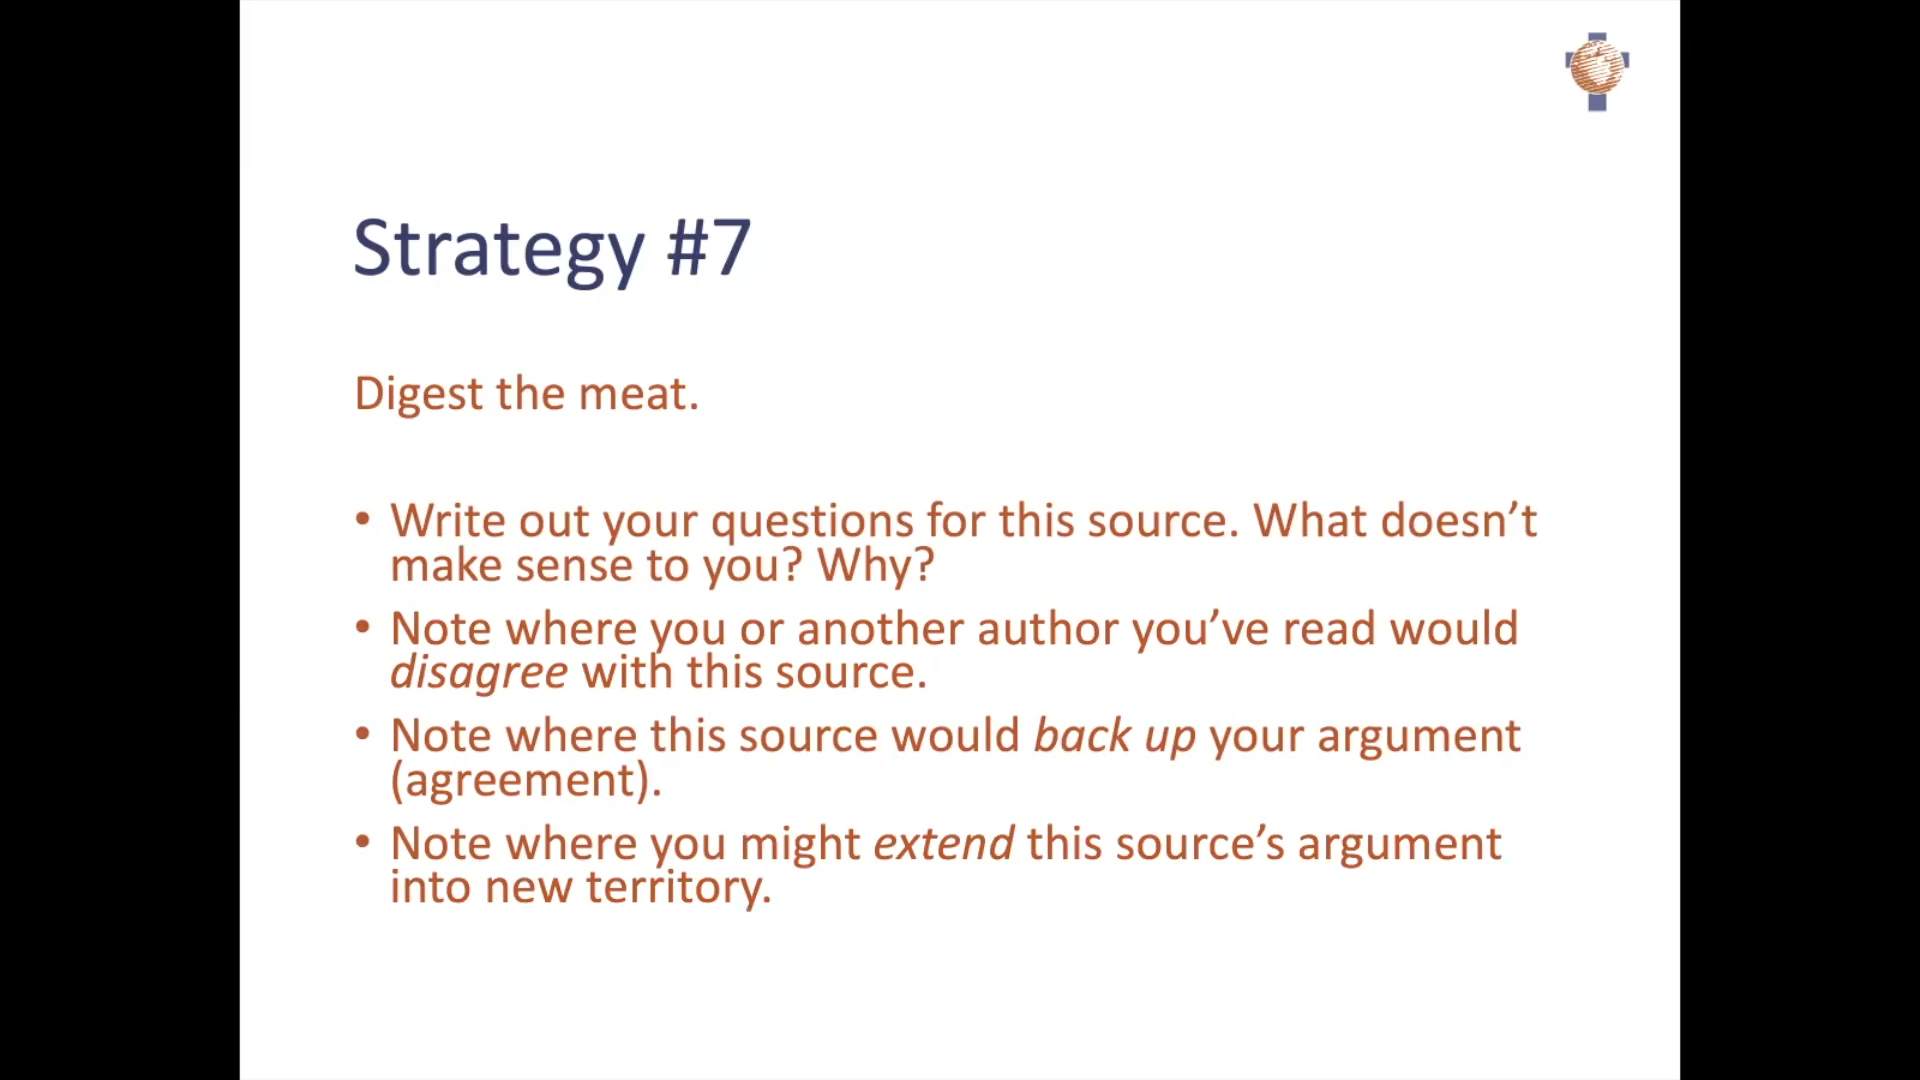 Strategy #7
Digest the meat.
• Write out your questions for this source. What doesn’t
make sense to you? Why?
• Note where you or another author you’ve read would
disagree with this source.
• Note where this source would back up your argument
(agreement).
• Note where you might extend this source’s argument
into new territory.